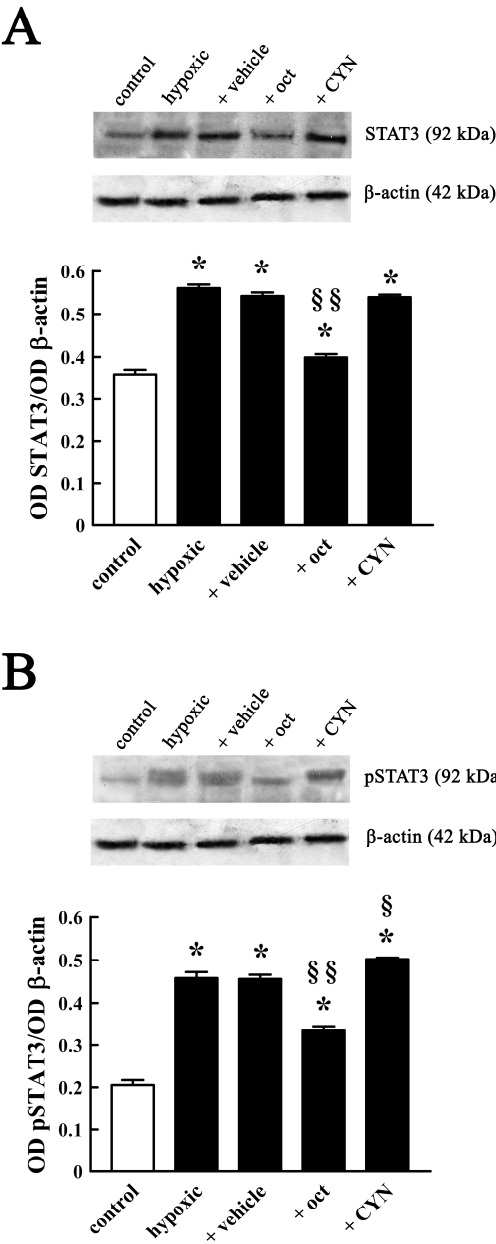 A
control
hypoxic
+ vehicle
+ oct
+ CYN
STAT3 (92 kDa)
β-actin (42 kDa)
OD STAT3/OD β-actin
0.6
0.5
0.4
0.3
0.2
0.1
0
*
*
§ §
*
*
control
hypoxic
+ vehicle
+ oct
+ CYN
B
control
hypoxic
+ vehicle
+ oct
+ CYN
pSTAT3 (92 kDa
β-actin (42 kDa)
OD pSTAT3/OD β-actin
0.6
0.5
0.4
0.3
0.2
0.1
0
*
*
§ §
*
§
*
control
hypoxic
+ vehicle
+ oct
+ CYN